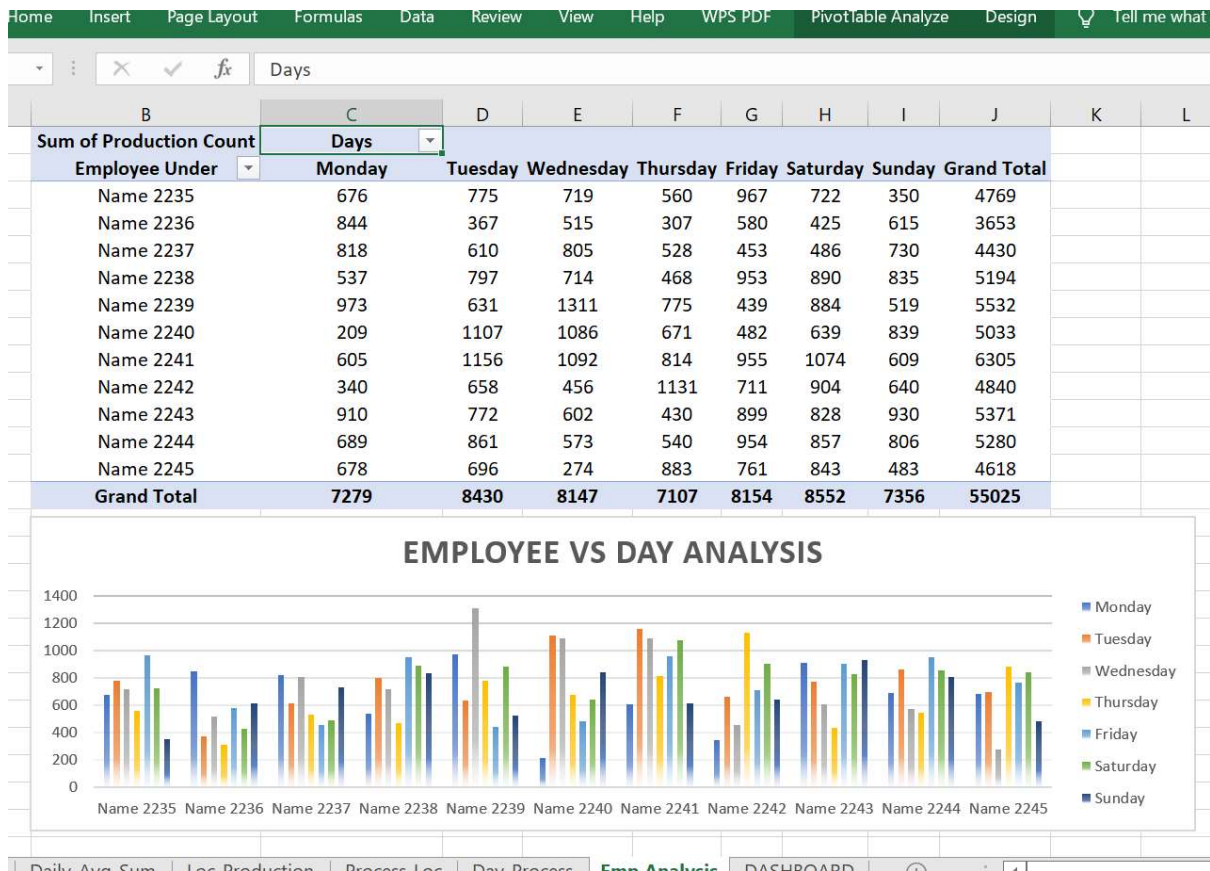 Home Insert Page Layout Formulas Data Review View Help WPS PDF PivotTable Analyze Design Tell me what
fx Days
B C D E F G H I J K L
Sum of Production Count Days
Employee Under Monday Tuesday Wednesday Thursday Friday Saturday Sunday Grand Total
Name 2235 676 775 719 560 967 722 350 4769
Name 2236 844 367 515 307 580 425 615 3653
Name 2237 818 610 805 528 453 486 730 4430
Name 2238 537 797 714 468 953 890 835 5194
Name 2239 973 631 1311 775 439 884 519 5532
Name 2240 209 1107 1086 671 482 639 839 5033
Name 2241 605 1156 1092 814 955 1074 609 6305
Name 2242 340 658 456 1131 711 904 640 4840
Name 2243 910 772 602 430 899 828 930 5371
Name 2244 689 861 573 540 954 857 806 5280
Name 2245 678 696 274 883 761 843 483 4618
Grand Total 7279 8430 8147 7107 8154 8552 7356 55025
EMPLOYEE VS DAY ANALYSIS
1400
1200
1000
800
600
400
200
0
Name 2235 Name 2236 Name 2237 Name 2238 Name 2239 Name 2240 Name 2241 Name 2242 Name 2243 Name 2244 Name 2245
Monday
Tuesday
Wednesday
Thursday
Friday
Saturday
Sunday
Daily Avg Sum Loc Production Process Loc Day Process Emp Analysis DASHBOARD